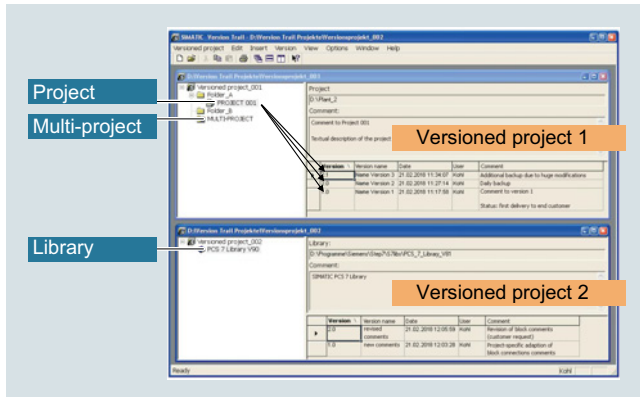 SIMATIC Version Trail - D:\Version Trail Projekte\Versionsprojekt_002
Versioned project Edit Insert Version View Options Window Help
D:\Version Trail Projekte\Versionsprojekt_001
Project
Multi-project
Versioned project_001
Folder_A
PROJECT 001
Folder_B
MULTI-PROJECT
Project
D:\Plant_2
Comment:
Comment to Project 001
Textual description of the project
Versioned project 1
Version Version name Date User Comment
Name Version 3 21.02.2018 11:34:07 Kohl Additional backup due to huge modifications
Name Version 2 21.02.2018 11:27:14 Kohl Daily backup
Name Version 1 21.02.2018 11:17:58 Kohl Comment to version 1
Status: first delivery to end customer
D:\Version Trail Projekte\Versionsprojekt_002
Library
Versioned project_002
PCS 7 Library V90.
Library:
D:\Programme\Siemens\Step7\S7libs\PCS_7_Library_V81
Comment:
SIMATIC PCS 7 Library
Versioned project 2
Version Version name Date User Comment
2.0 revised comments 21.02.2018 12:05:59 Kohl Revision of block comments
(customer request)
1.0 new comments 21.02.2018 12:03:28 Kohl Project-specific adaption of
block connections comments
Ready Kohl